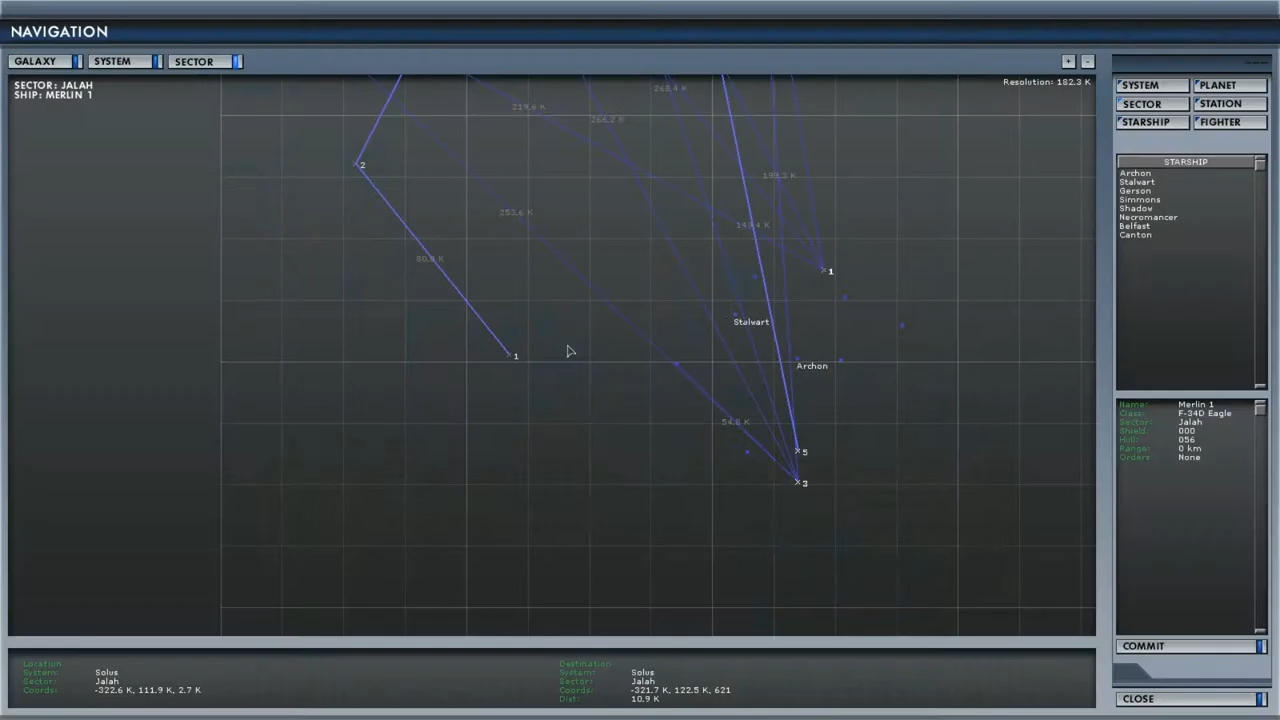 NAVIGATION
GALAXY SYSTEM SECTOR + -
SECTOR: JALAH
SHIP: MERLIN 1
Resolution: 182.3 K
219.6 K
266.2 K
263.4 K
2
199.3 K
253.6 K
80.9 K
1
Stalwart
1
Archon
54.8 K
5
3
SYSTEM PLANET
SECTOR STATION
STARSHIP FIGHTER
STARSHIP
Archon
Stalwart
Gerson
Simmons
Shadow
Necromancer
Belfast
Canton
Name: Merlin 1
Class: F-34D Eagle
Sector: Jalah
Shield: 000
Hull: 056
Range: 0 km
Orders: None
COMMIT
CLOSE
Location
System: Solus
Sector: Jalah
Coords: -322.6 K, 111.9 K, 2.7 K
Destination
System: Solus
Sector: Jalah
Coords: -321.7 K, 122.5 K, 621
Dist: 10.9 K